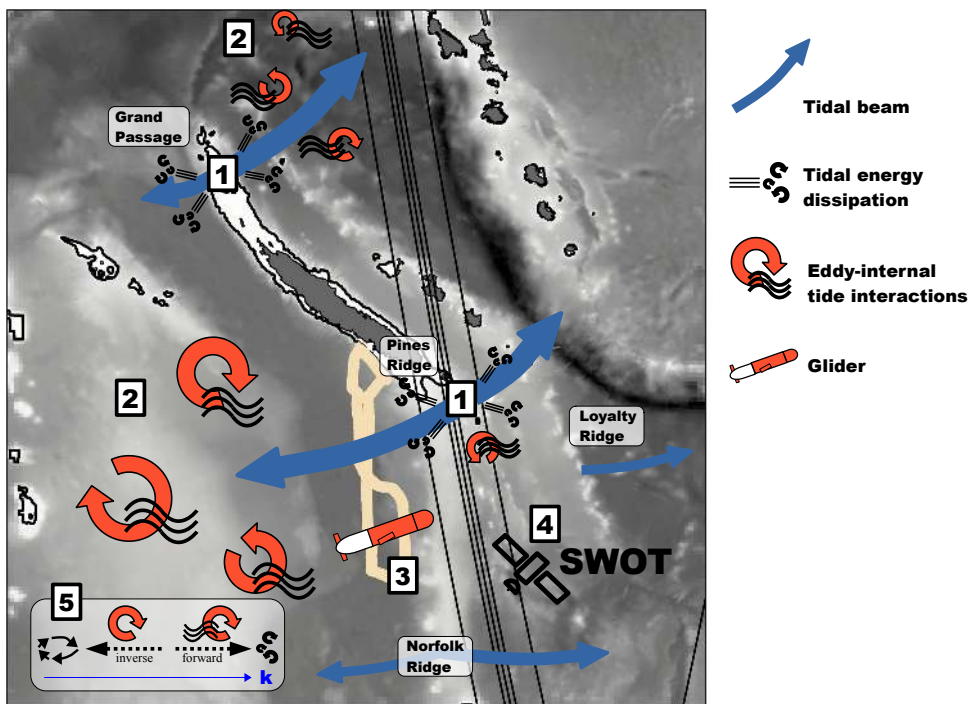 2
Grand
Passage
1
Pines
Ridge
2
1
Loyalty
Ridge
4
SWOT
3
5
inverse
forward
k
Norfolk
Ridge
Tidal beam
Tidal energy
dissipation
Eddy-internal
tide interactions
Glider